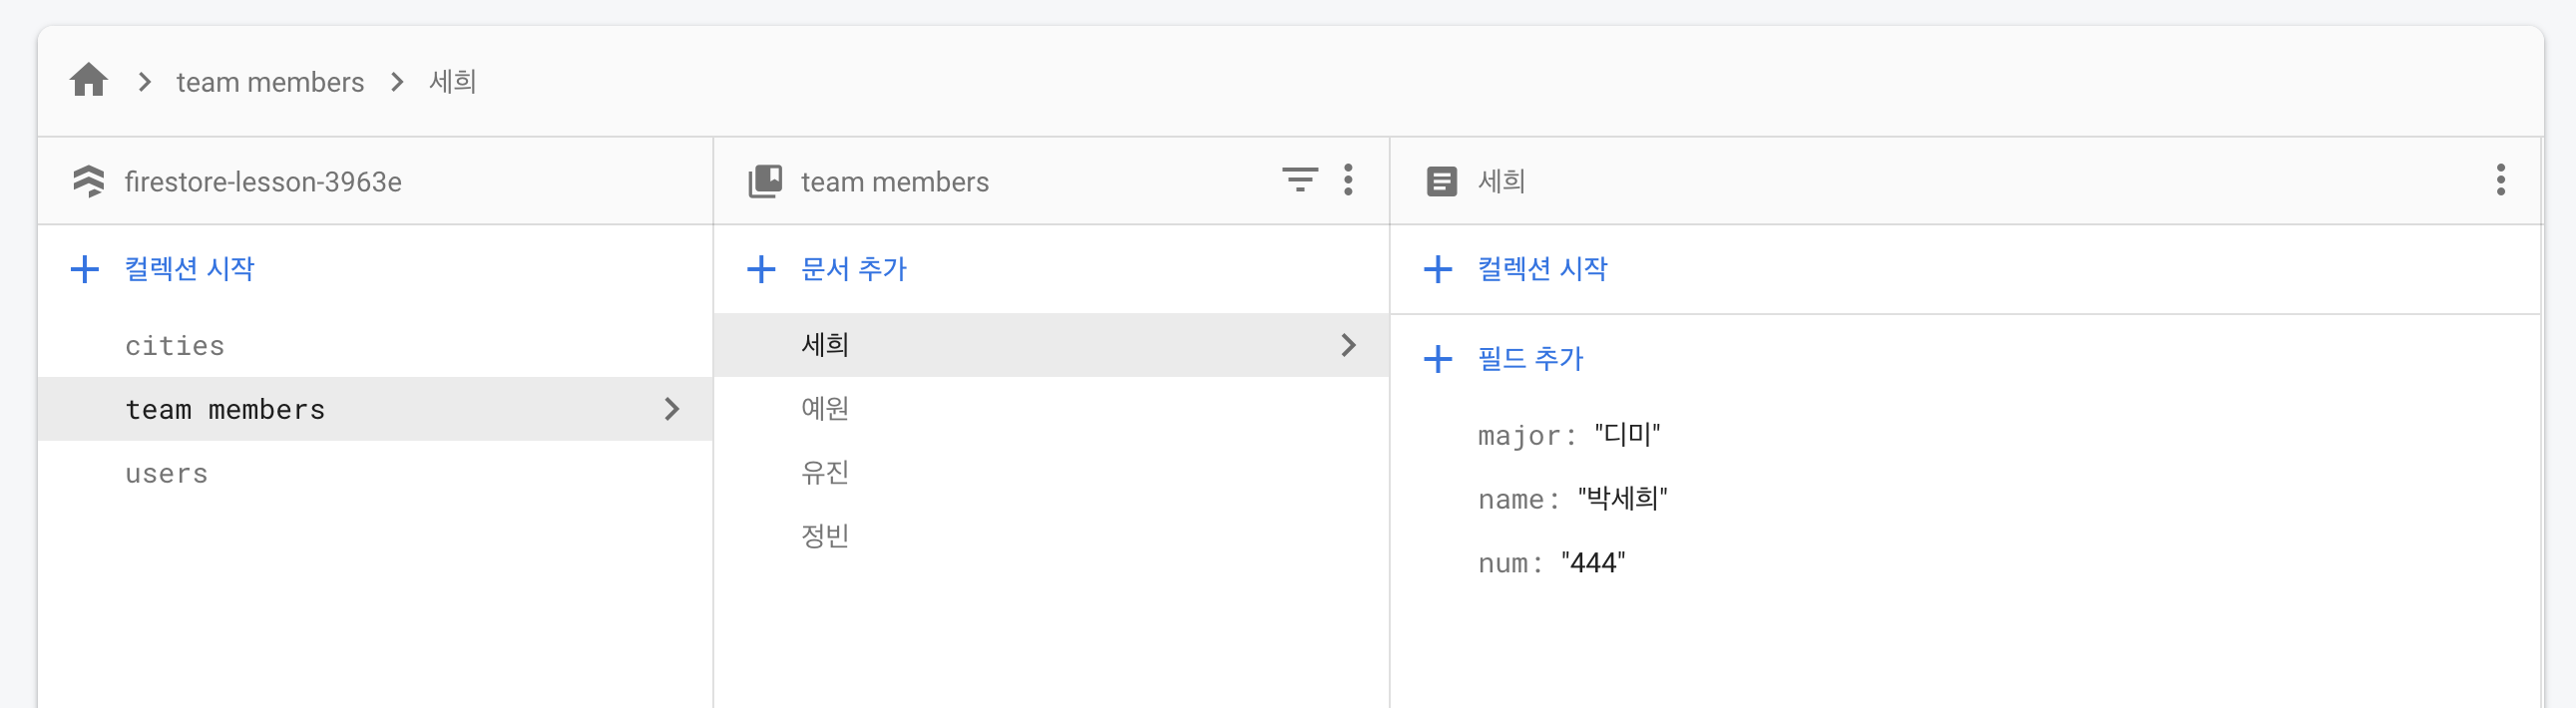 team members 세희
firestore-lesson-3963e
컬렉션 시작
cities
team members
users
team members
문서 추가
세희
예원
유진
정빈
세희
컬렉션 시작
필드 추가
major: "디미"
name: "박세희"
num: "444"